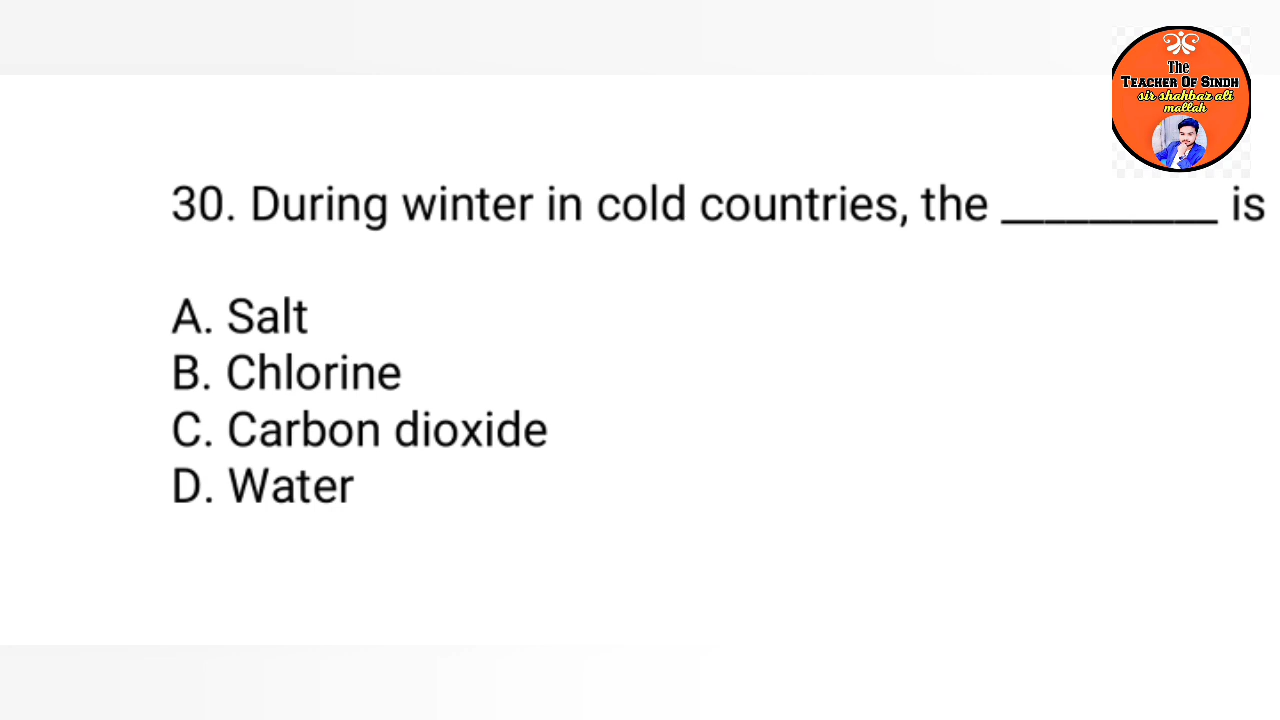 The
TEACHER OF SINDH
sir shahbaz ali
mallah
30. During winter in cold countries, the __________ is
A. Salt
B. Chlorine
C. Carbon dioxide
D. Water